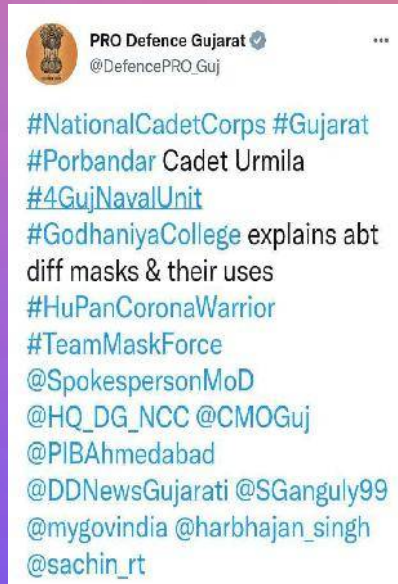 PRO Defence Gujarat
@DefencePRO_Guj
#NationalCadetCorps #Gujarat
#Porbandar Cadet Urmila
#4GujNavalUnit
#GodhaniyaCollege explains abt
diff masks & their uses
#HuPanCoronaWarrior
#TeamMaskForce
@SpokespersonMoD
@HQ_DG_NCC @CMOGuj
@PIBAhmedabad
@DDNewsGujarati @SGanguly99
@mygovindia @harbhajan_singh
@sachin_rt